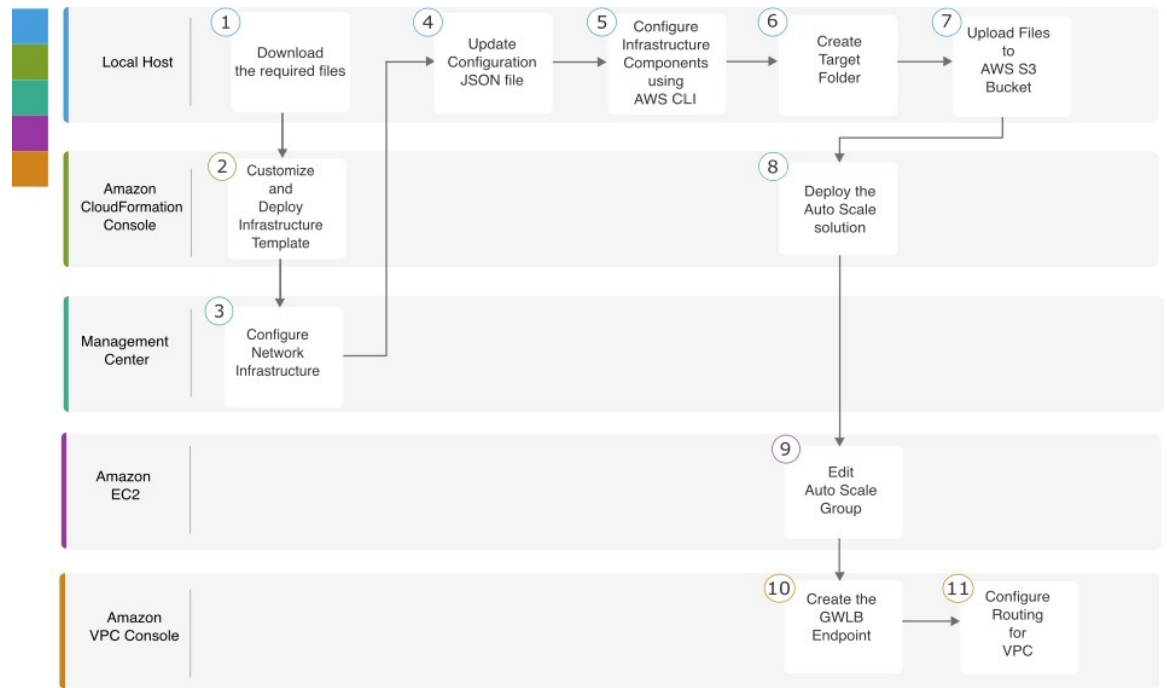 Local Host
1
Download
the required files
4
Update
Configuration
JSON file
5
Configure
Infrastructure
Components
using
AWS CLI
6
Create
Target
Folder
7
Upload Files
to
AWS S3
Bucket
Amazon
CloudFormation
Console
2
Customize
and
Deploy
Infrastructure
Template
8
Deploy the
Auto Scale
solution
Management
Center
3
Configure
Network
Infrastructure
Amazon
EC2
9
Edit
Auto Scale
Group
Amazon
VPC Console
10
Create the
GWLB
Endpoint
11
Configure
Routing
for
VPC